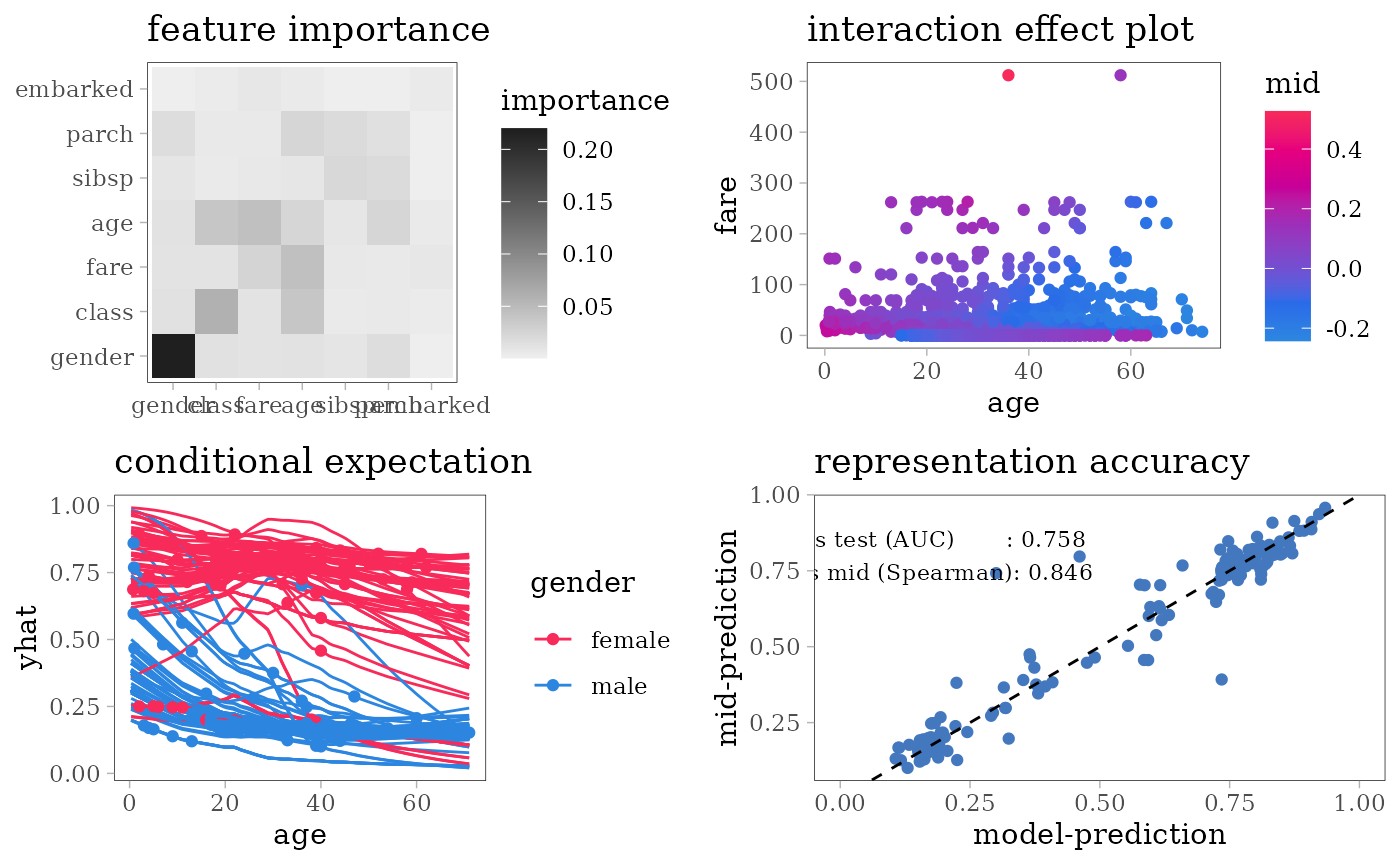 feature importance
embarked
parch
sibsp
age
fare
class
gender
gender
class
fare
age
sibsp
parch
embarked
importance
0.20
0.15
0.10
0.05
interaction effect plot
500
400
300
200
100
0
fare
0
20
40
60
age
mid
0.4
0.2
0.0
-0.2
conditional expectation
1.00
0.75
0.50
0.25
0.00
yhat
0
20
40
60
age
gender
female
male
representation accuracy
1.00
0.75
0.50
0.25
mid-prediction
s test (AUC) : 0.758
s mid (Spearman): 0.846
0.00
0.25
0.50
0.75
1.00
model-prediction